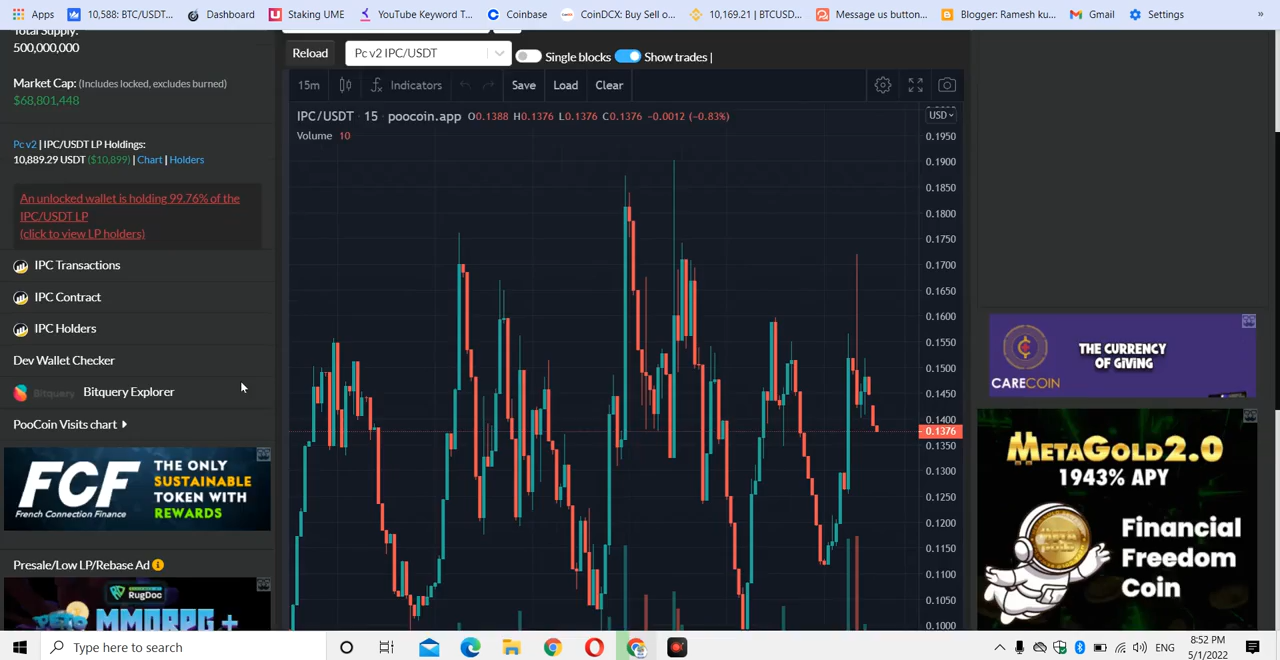 Apps
10,588: BTC/USDT...
Dashboard
Staking UME
YouTube Keyword T...
Coinbase
CoinDCX: Buy Sell o...
10,169.21 | BTCUSD...
Message us button...
Blogger: Ramesh ku...
Gmail
Settings
»
Total Supply:
500,000,000
Market Cap: (Includes locked, excludes burned)
$68,801,448
Pc v2 | IPC/USDT LP Holdings:
10,889.29 USDT ($10,899) | Chart | Holders
An unlocked wallet is holding 99.76% of the
IPC/USDT LP
(click to view LP holders)
IPC Transactions
IPC Contract
IPC Holders
Dev Wallet Checker
Bitquery Bitquery Explorer
PooCoin Visits chart
FCF
French Connection Finance
THE ONLY
SUSTAINABLE
TOKEN WITH
REWARDS
Presale/Low LP/Rebase Ad
RugDoc
MMORPG +
Reload
Pc v2 IPC/USDT
Single blocks
Show trades |
15m
Indicators
Save
Load
Clear
IPC/USDT · 15 · poocoin.app O0.1388 H0.1376 L0.1376 C0.1376 -0.0012 (-0.83%)
Volume 10
USD
0.1950
0.1900
0.1850
0.1800
0.1750
0.1700
0.1650
0.1600
0.1550
0.1500
0.1450
0.1400
0.1376
0.1350
0.1300
0.1250
0.1200
0.1150
0.1100
0.1050
0.1000
CARECOIN
THE CURRENCY
OF GIVING
METAGOLD2.0
1943% APY
Financial
Freedom
Coin
Type here to search
ENG
8:52 PM
5/1/2022